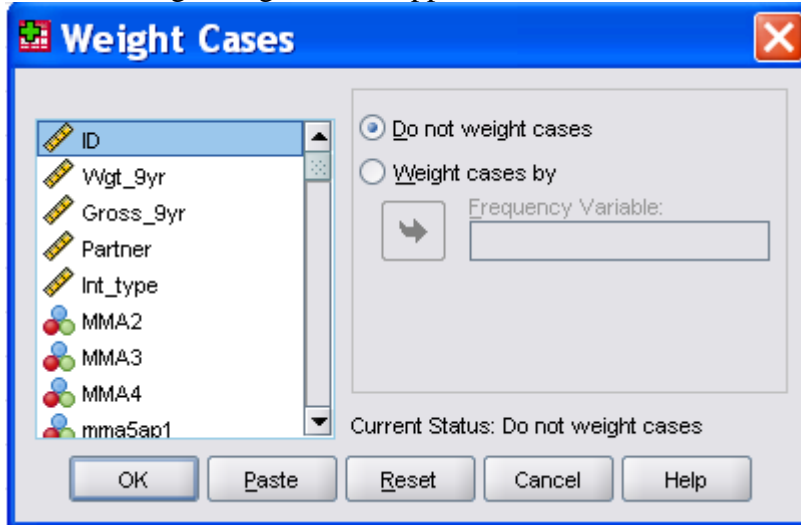 Weight Cases
ID
Wgt_9yr
Gross_9yr
Partner
Int_type
MMA2
MMA3
MMA4
mma5ap1
Do not weight cases
Weight cases by
Frequency Variable:
Current Status: Do not weight cases
OK Paste Reset Cancel Help